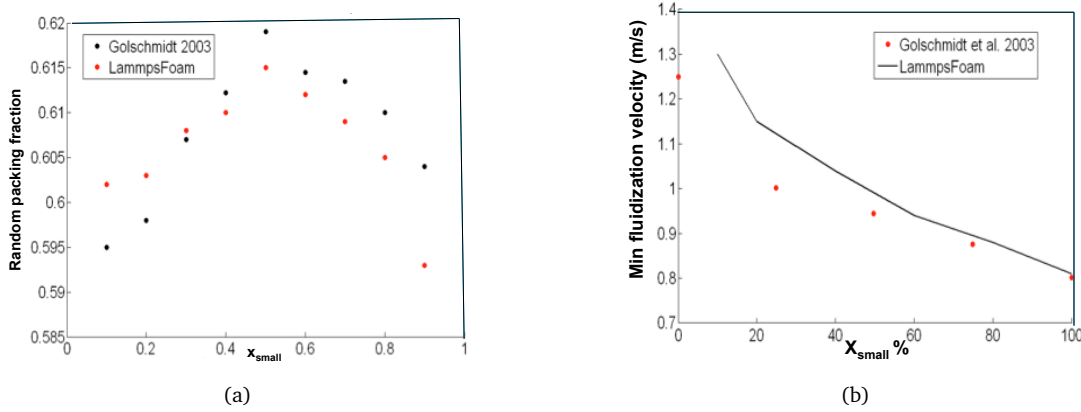 Random packing fraction
0.62
0.615
0.61
0.605
0.6
0.595
0.59
0.585
Golschmidt 2003
LammpsFoam
0 0.2 0.4 0.6 0.8 1
x_small
(a)
Min fluidization velocity (m/s)
1.4
1.3
1.2
1.1
1
0.9
0.8
0.7
Golschmidt et al. 2003
LammpsFoam
0 20 40 60 80 100
X_small %
(b)